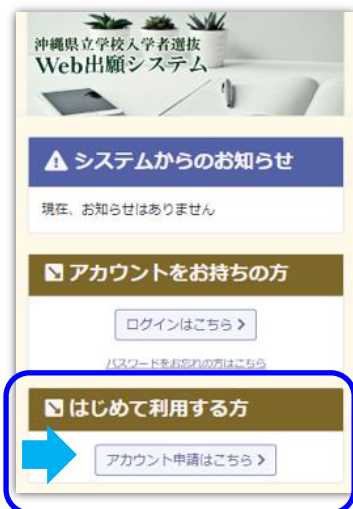 沖縄県立学校入学者選抜
Web出願システム
システムからのお知らせ
現在、お知らせはありません
アカウントをお持ちの方
ログインはこちら
パスワードをお忘れの方はこちら
はじめて利用する方
アカウント申請はこちら